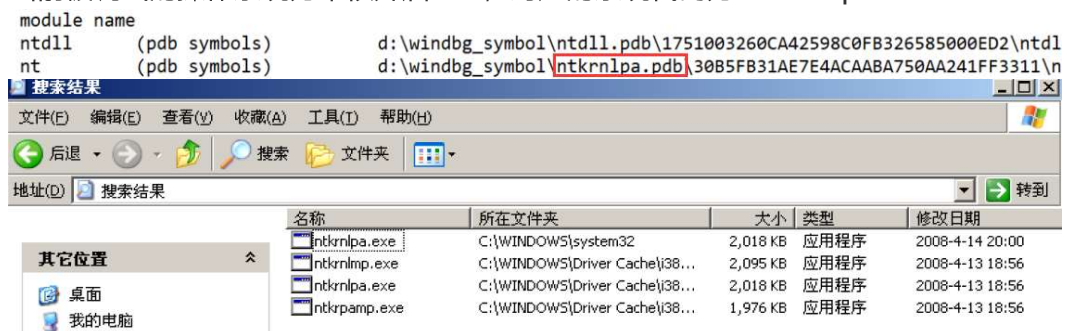 module name
ntdll (pdb symbols) d:\windbg_symbol\ntdll.pdb\1751003260CA42598C0FB326585000ED2\ntdl
nt (pdb symbols) d:\windbg_symbol\ntkrnlpa.pdb\30B5FB31AE7E4ACAABA750AA241FF3311\n
搜索结果
文件(F) 编辑(E) 查看(V) 收藏(A) 工具(T) 帮助(H)
后退 搜索 文件夹
地址(D) 搜索结果 转到
名称 所在文件夹 大小 类型 修改日期
ntkrnlpa.exe C:\WINDOWS\system32 2,018 KB 应用程序 2008-4-14 20:00
ntkrnlmp.exe C:\WINDOWS\Driver Cache\i38... 2,095 KB 应用程序 2008-4-13 18:56
ntkrnlpa.exe C:\WINDOWS\Driver Cache\i38... 2,018 KB 应用程序 2008-4-13 18:56
ntkrpamp.exe C:\WINDOWS\Driver Cache\i38... 1,976 KB 应用程序 2008-4-13 18:56
其它位置
桌面
我的电脑